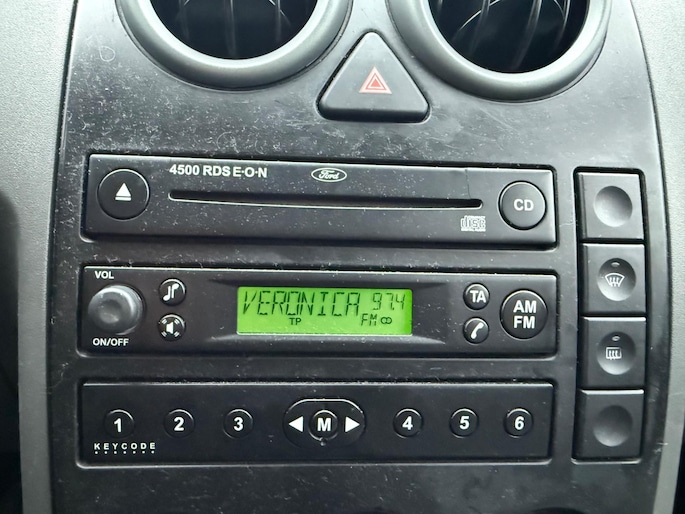 4500 RDS E·O·N
Ford
CD
disc
VOL
ON/OFF
VERONICA 97.4
TP FM
TA
AM
FM
1 2 3 M 4 5 6
KEYCODE